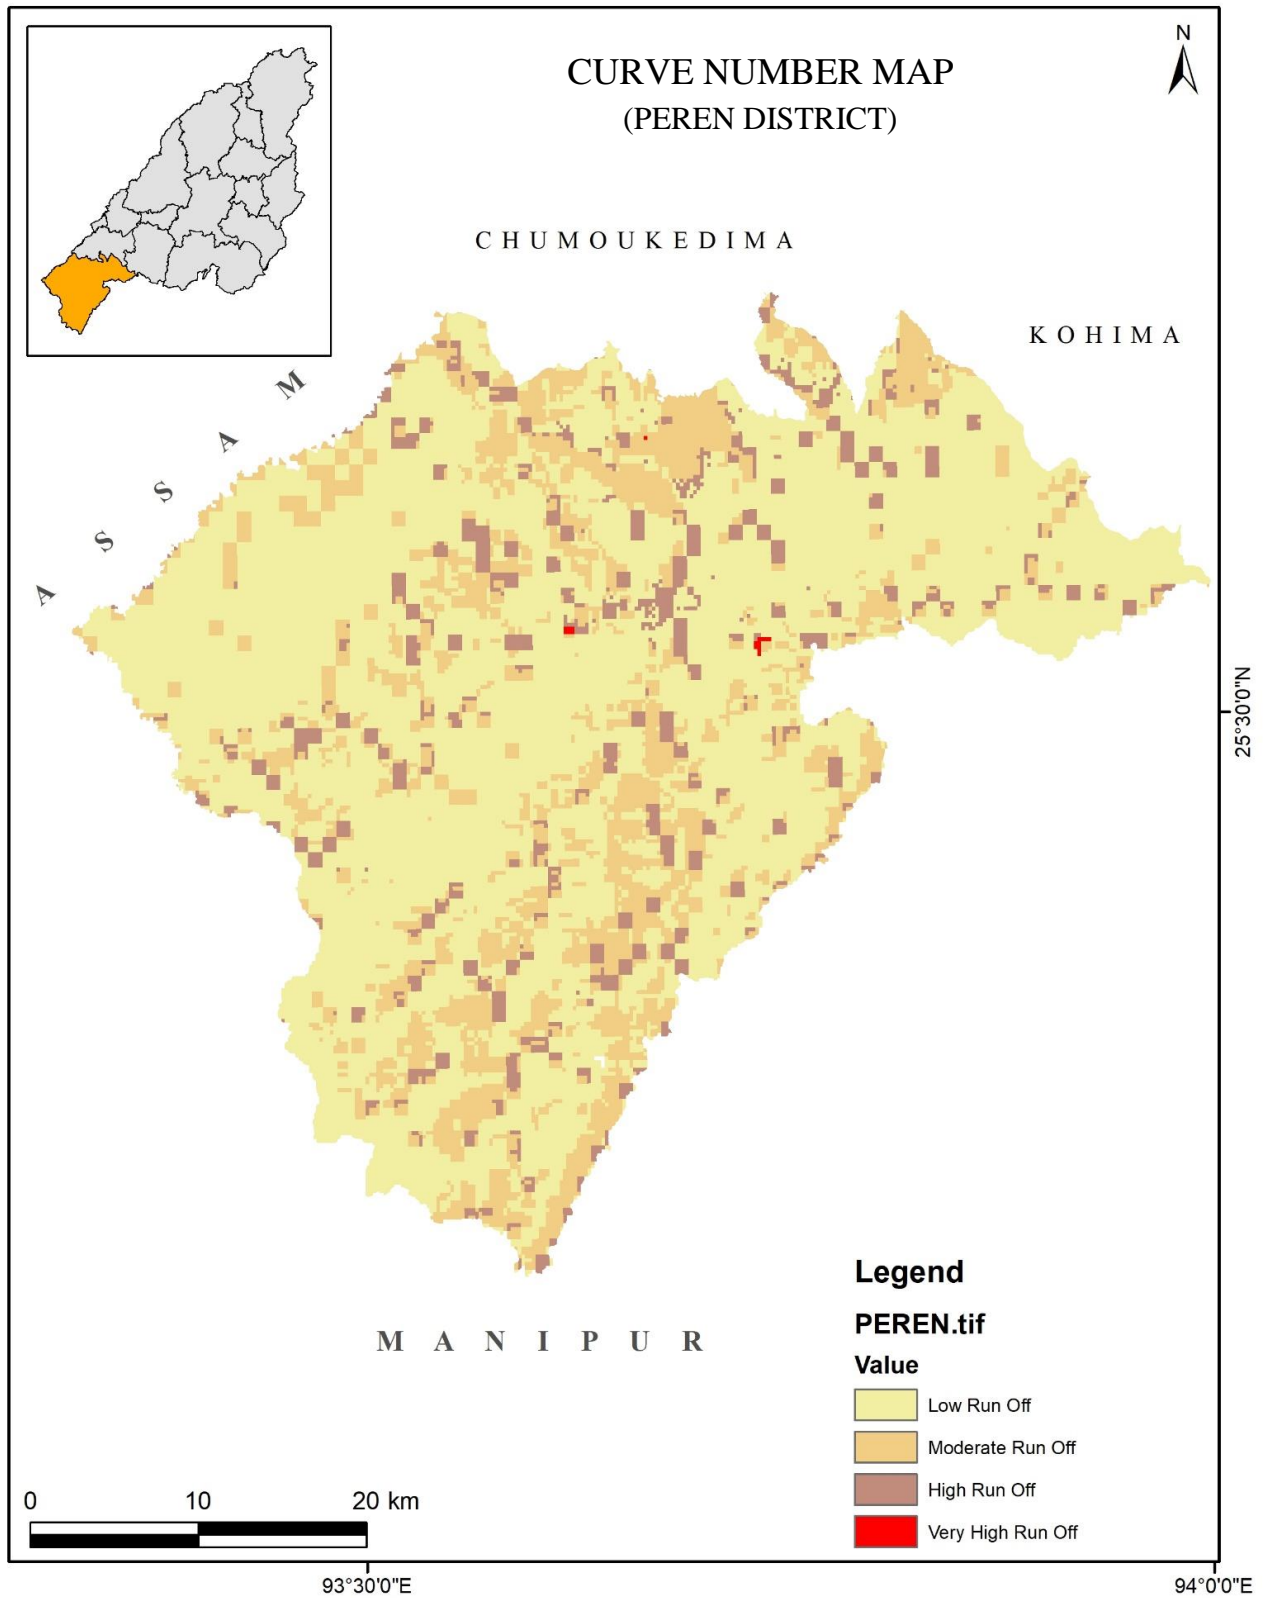 N
CURVE NUMBER MAP
(PEREN DISTRICT)
CHUMOUKEDIMA
KOHIMA
ASSAM
25°30'0"N
MANIPUR
Legend
PEREN.tif
Value
Low Run Off
Moderate Run Off
High Run Off
Very High Run Off
0 10 20 km
93°30'0"E 94°0'0"E